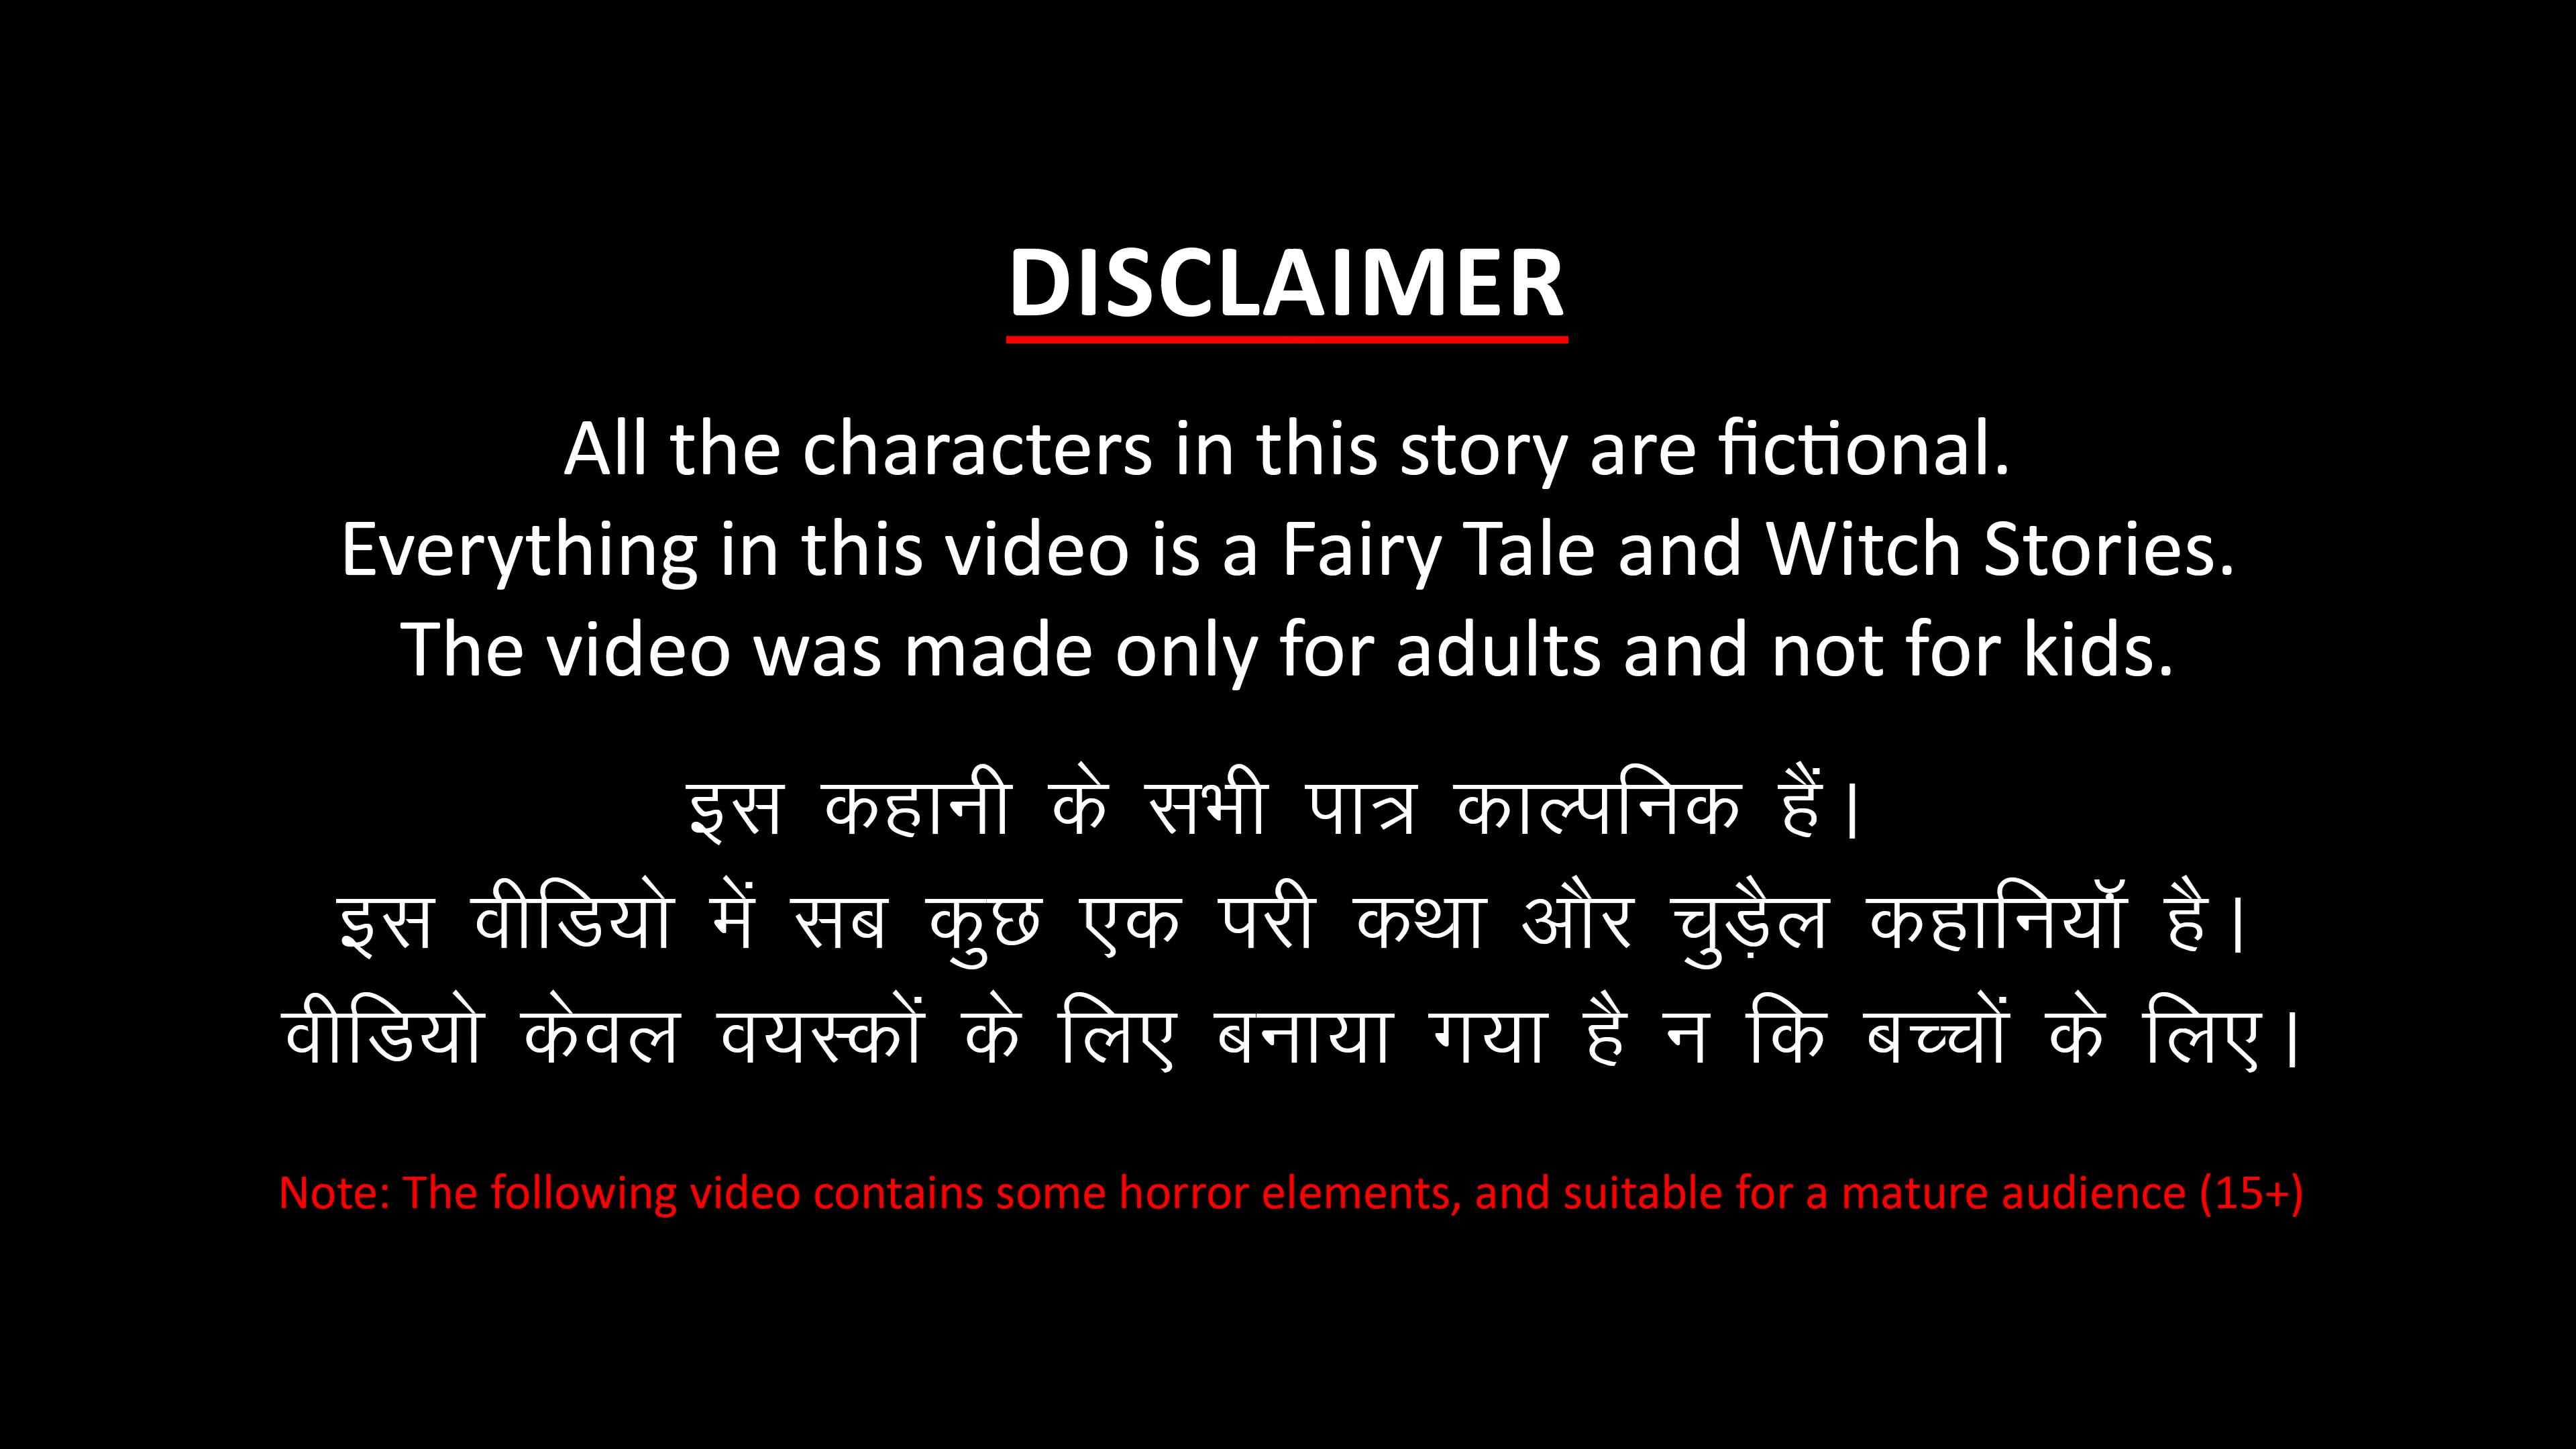 DISCLAIMER
All the characters in this story are fictional.
Everything in this video is a Fairy Tale and Witch Stories.
The video was made only for adults and not for kids.
इस कहानी के सभी पात्र काल्पनिक हैं।
इस वीडियो में सब कुछ एक परी कथा और चुड़ैल कहानियॉ है।
वीडियो केवल वयस्कों के लिए बनाया गया है न कि बच्चों के लिए।
Note: The following video contains some horror elements, and suitable for a mature audience (15+)